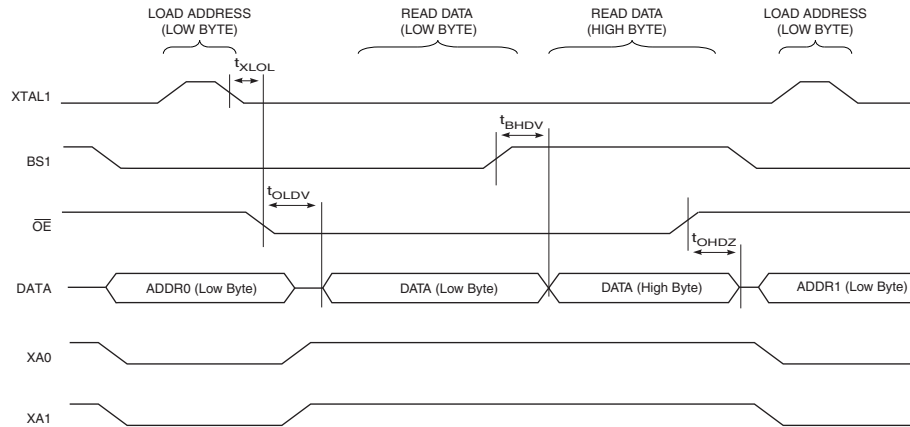 LOAD ADDRESS
(LOW BYTE)
READ DATA
(LOW BYTE)
READ DATA
(HIGH BYTE)
LOAD ADDRESS
(LOW BYTE)
tXLOL
XTAL1
tBHDV
BS1
tOLDV
OE
tOHDZ
DATA
ADDR0 (Low Byte)
DATA (Low Byte)
DATA (High Byte)
ADDR1 (Low Byte)
XA0
XA1